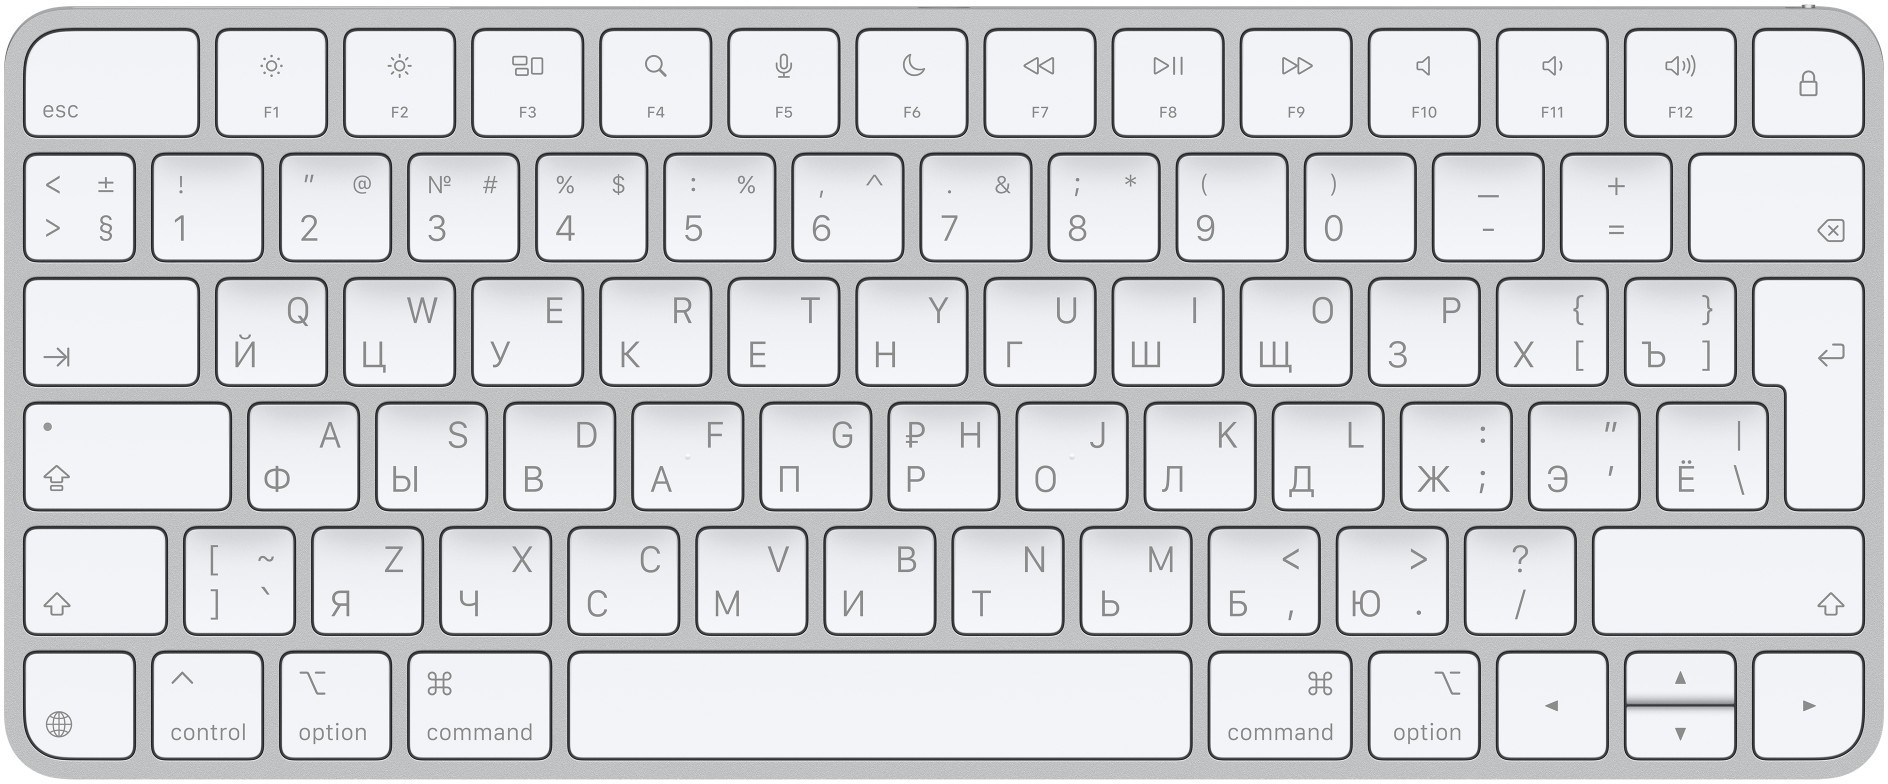 esc F1 F2 F3 F4 F5 F6 F7 F8 F9 F10 F11 F12
< ± ! " @ № # % $ : % , ^ . & ; * ( ) _ +
> § 1 2 3 4 5 6 7 8 9 0 - =
Q W E R T Y U I O P { }
Й Ц У К Е Н Г Ш Щ З Х [ Ъ ]
A S D F G ₽ H J K L : " |
Ф Ы В А П Р О Л Д Ж ; Э ' Ё \
[ ~ Z X C V B N M < > ?
] ` Я Ч С М И Т Ь Б , Ю . /
^ ⌥ ⌘ ⌘ ⌥
control option command command option